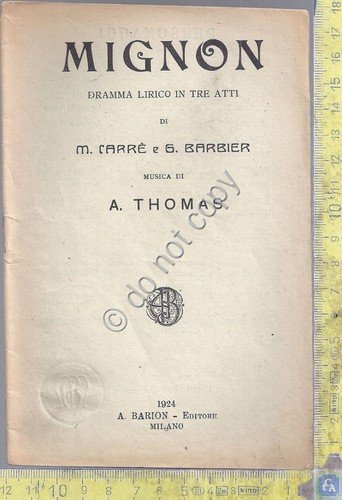 MIGNON
DRAMMA LIRICO IN TRE ATTI
DI
M. CARRÉ e G. BARBIER
MUSICA DI
A. THOMAS
© do not copy
1924
A. BARION - EDITORE
MILANO